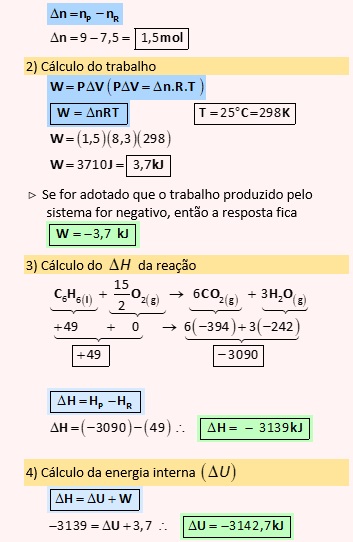 Δn = nP − nR
Δn = 9 − 7,5 = 1,5mol
2) Cálculo do trabalho
W = PΔV (PΔV = Δn.R.T)
W = ΔnRT T = 25°C = 298K
W = (1,5)(8,3)(298)
W = 3710J = 3,7kJ
▹ Se for adotado que o trabalho produzido pelo
sistema for negativo, então a resposta fica
W = −3,7 kJ
3) Cálculo do ΔH da reação
C6H6(l) + 15/2 O2(g) → 6CO2(g) + 3H2O(g)
+49 + 0 → 6(−394) + 3(−242)
+49 −3090
ΔH = HP − HR
ΔH = (−3090) − (49) ∴ ΔH = − 3139kJ
4) Cálculo da energia interna (ΔU)
ΔH = ΔU + W
−3139 = ΔU + 3,7 ∴ ΔU = −3142,7kJ